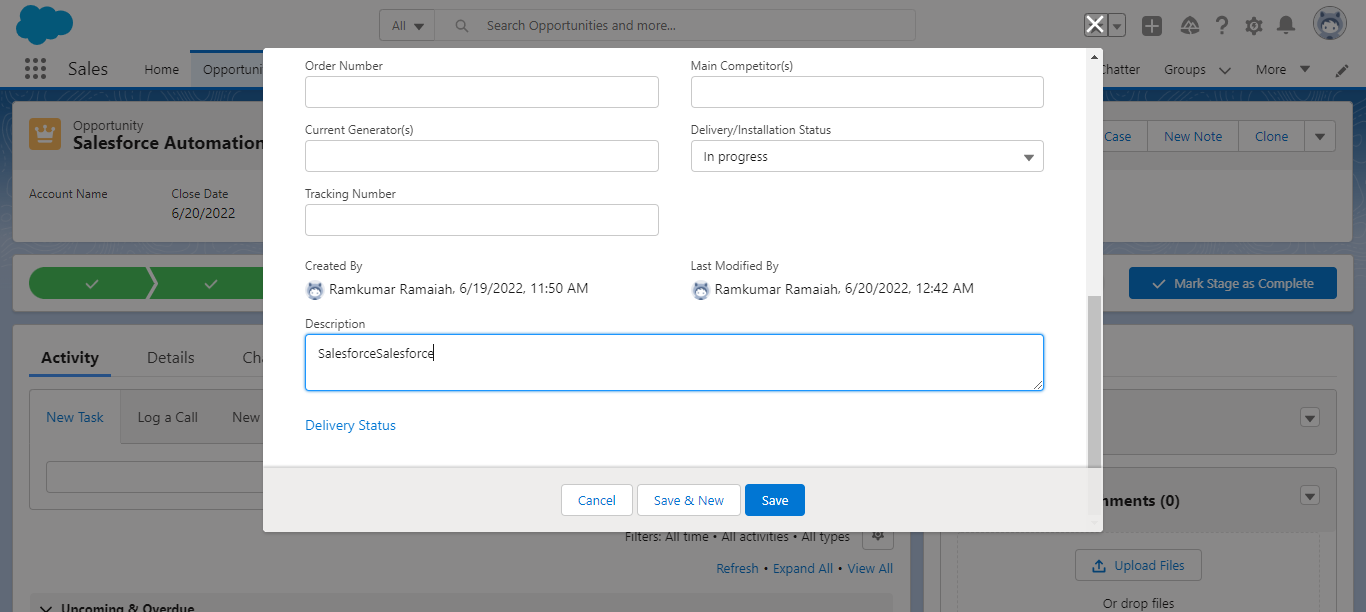 All
Search Opportunities and more...
Sales
Home
Opportuni
Chatter
Groups
More
Opportunity
Salesforce Automation
Case
New Note
Clone
Account Name
Close Date
6/20/2022
Mark Stage as Complete
Activity
Details
Ch
New Task
Log a Call
New
Order Number
Main Competitor(s)
Current Generator(s)
Delivery/Installation Status
In progress
Tracking Number
Created By
Last Modified By
Ramkumar Ramaiah, 6/19/2022, 11:50 AM
Ramkumar Ramaiah, 6/20/2022, 12:42 AM
Description
SalesforceSalesforce
Delivery Status
Cancel
Save & New
Save
Filters: All time • All activities • All types
Refresh • Expand All • View All
Upcoming & Overdue
ments (0)
Upload Files
Or drop files